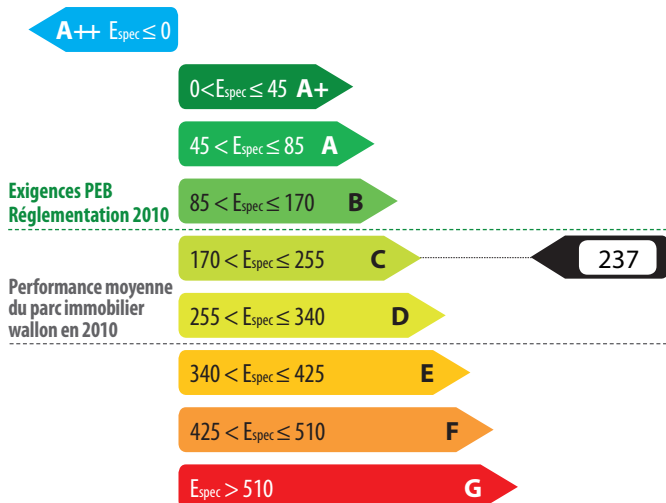 A++ Espec ≤ 0
0 < Espec ≤ 45 A+
45 < Espec ≤ 85 A
Exigences PEB
Réglementation 2010
85 < Espec ≤ 170 B
170 < Espec ≤ 255 C
237
Performance moyenne
du parc immobilier
wallon en 2010
255 < Espec ≤ 340 D
340 < Espec ≤ 425 E
425 < Espec ≤ 510 F
Espec > 510 G